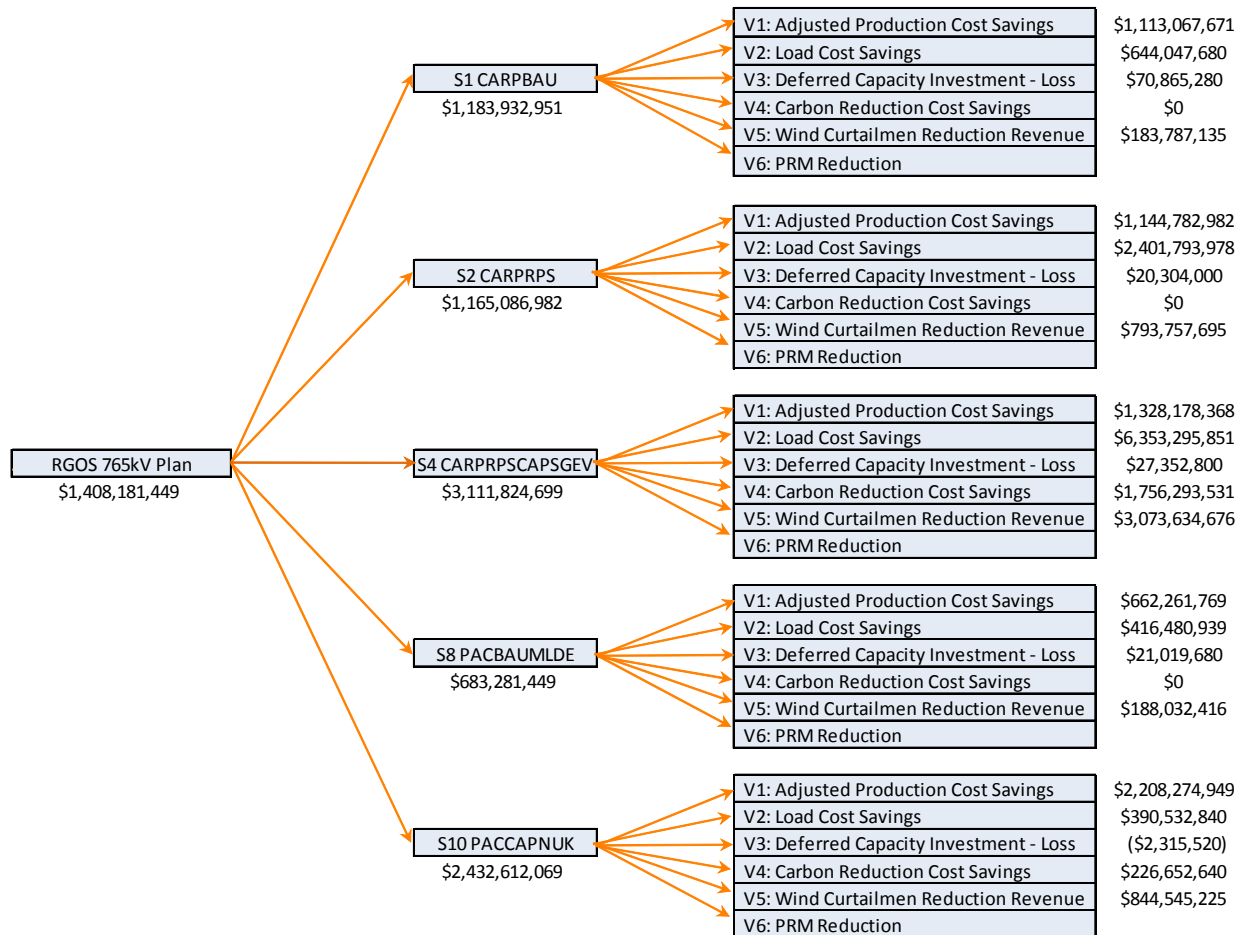 RGOS 765kV Plan
$1,408,181,449
S1 CARPBAU
$1,183,932,951
V1: Adjusted Production Cost Savings $1,113,067,671
V2: Load Cost Savings $644,047,680
V3: Deferred Capacity Investment - Loss $70,865,280
V4: Carbon Reduction Cost Savings $0
V5: Wind Curtailmen Reduction Revenue $183,787,135
V6: PRM Reduction
S2 CARPRPS
$1,165,086,982
V1: Adjusted Production Cost Savings $1,144,782,982
V2: Load Cost Savings $2,401,793,978
V3: Deferred Capacity Investment - Loss $20,304,000
V4: Carbon Reduction Cost Savings $0
V5: Wind Curtailmen Reduction Revenue $793,757,695
V6: PRM Reduction
S4 CARPRPSCAPSGEV
$3,111,824,699
V1: Adjusted Production Cost Savings $1,328,178,368
V2: Load Cost Savings $6,353,295,851
V3: Deferred Capacity Investment - Loss $27,352,800
V4: Carbon Reduction Cost Savings $1,756,293,531
V5: Wind Curtailmen Reduction Revenue $3,073,634,676
V6: PRM Reduction
S8 PACBAUMLDE
$683,281,449
V1: Adjusted Production Cost Savings $662,261,769
V2: Load Cost Savings $416,480,939
V3: Deferred Capacity Investment - Loss $21,019,680
V4: Carbon Reduction Cost Savings $0
V5: Wind Curtailmen Reduction Revenue $188,032,416
V6: PRM Reduction
S10 PACCAPNUK
$2,432,612,069
V1: Adjusted Production Cost Savings $2,208,274,949
V2: Load Cost Savings $390,532,840
V3: Deferred Capacity Investment - Loss ($2,315,520)
V4: Carbon Reduction Cost Savings $226,652,640
V5: Wind Curtailmen Reduction Revenue $844,545,225
V6: PRM Reduction